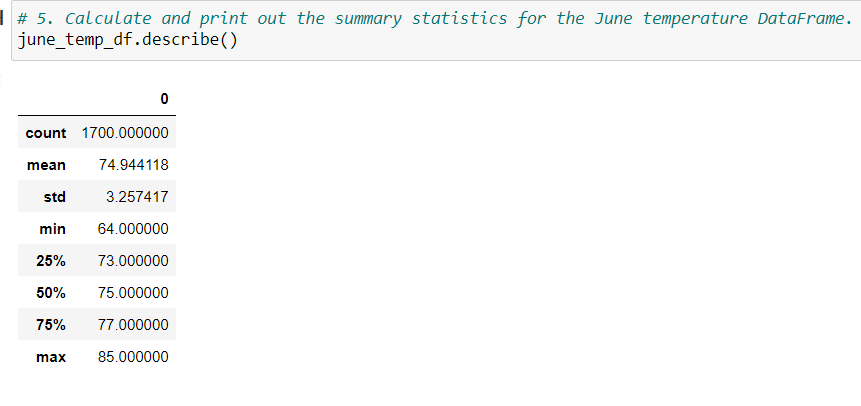 # 5. Calculate and print out the summary statistics for the June temperature DataFrame.
june_temp_df.describe()
0
count 1700.000000
mean 74.944118
std 3.257417
min 64.000000
25% 73.000000
50% 75.000000
75% 77.000000
max 85.000000